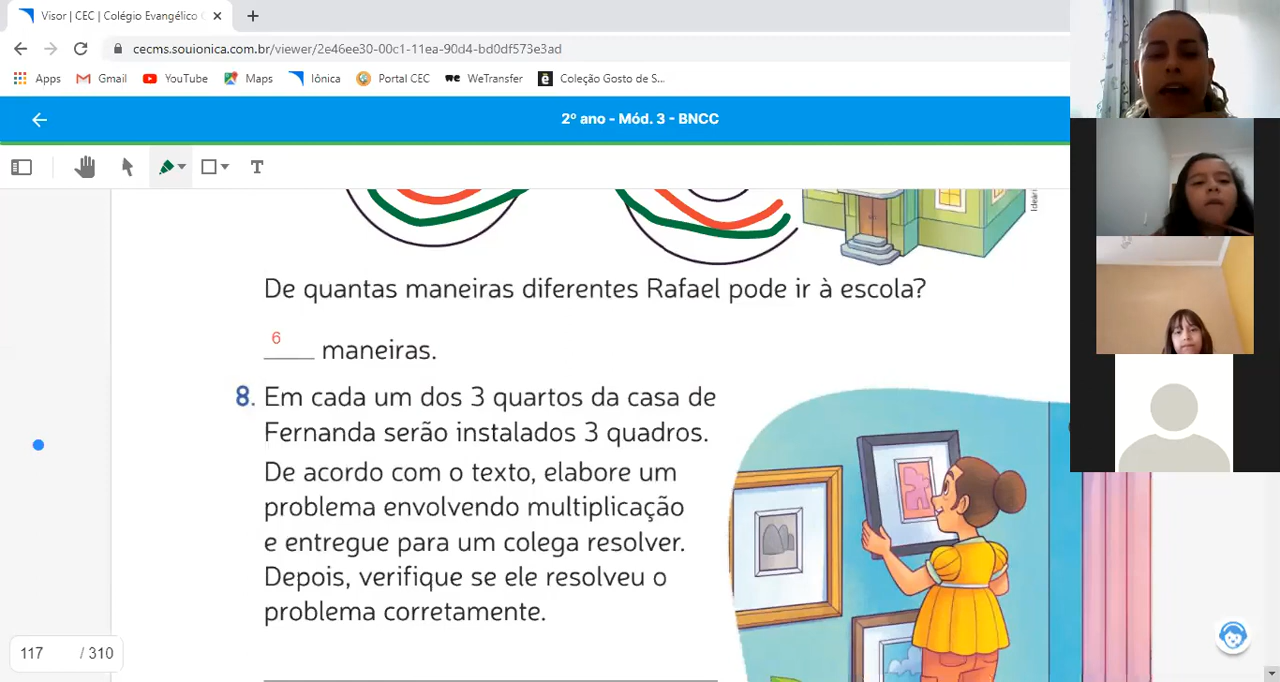 Visor | CEC | Colégio Evangélico
cecms.souionica.com.br/viewer/2e46ee30-00c1-11ea-90d4-bd0df573e3ad
Apps Gmail YouTube Maps Iônica Portal CEC WeTransfer Coleção Gosto de S...
2º ano - Mód. 3 - BNCC
T
De quantas maneiras diferentes Rafael pode ir à escola?
6
____ maneiras.
8. Em cada um dos 3 quartos da casa de
Fernanda serão instalados 3 quadros.
De acordo com o texto, elabore um
problema envolvendo multiplicação
e entregue para um colega resolver.
Depois, verifique se ele resolveu o
problema corretamente.
117 / 310